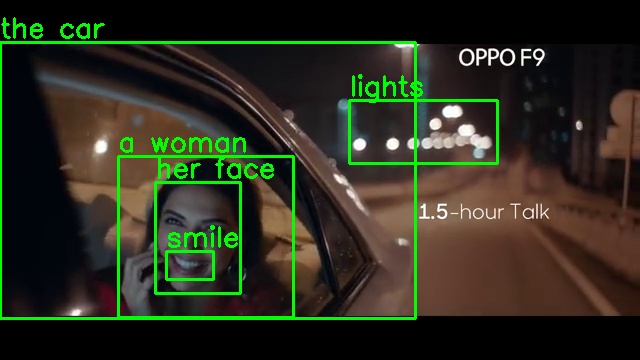 the car
OPPO F9
lights
a woman
her face
1.5-hour Talk
smile